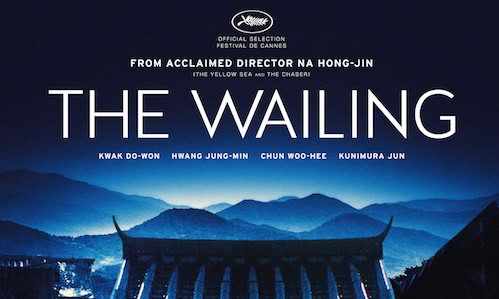 OFFICIAL SELECTION
FESTIVAL DE CANNES
FROM ACCLAIMED DIRECTOR NA HONG-JIN
(THE YELLOW SEA AND THE CHASER)
THE WAILING
KWAK DO-WON HWANG JUNG-MIN CHUN WOO-HEE KUNIMURA JUN